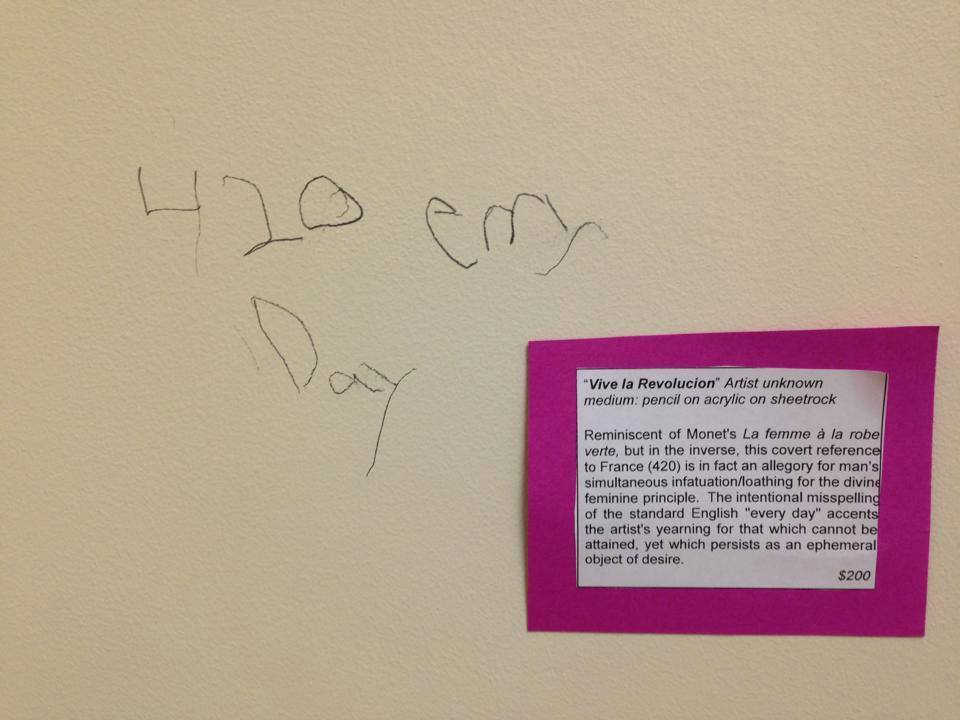 420 erry
Day
“Vive la Revolucion” Artist unknown
medium: pencil on acrylic on sheetrock
Reminiscent of Monet's La femme à la robe
verte, but in the inverse, this covert reference
to France (420) is in fact an allegory for man's
simultaneous infatuation/loathing for the divine
feminine principle. The intentional misspelling
of the standard English "every day" accents
the artist's yearning for that which cannot be
attained, yet which persists as an ephemeral
object of desire.
$200